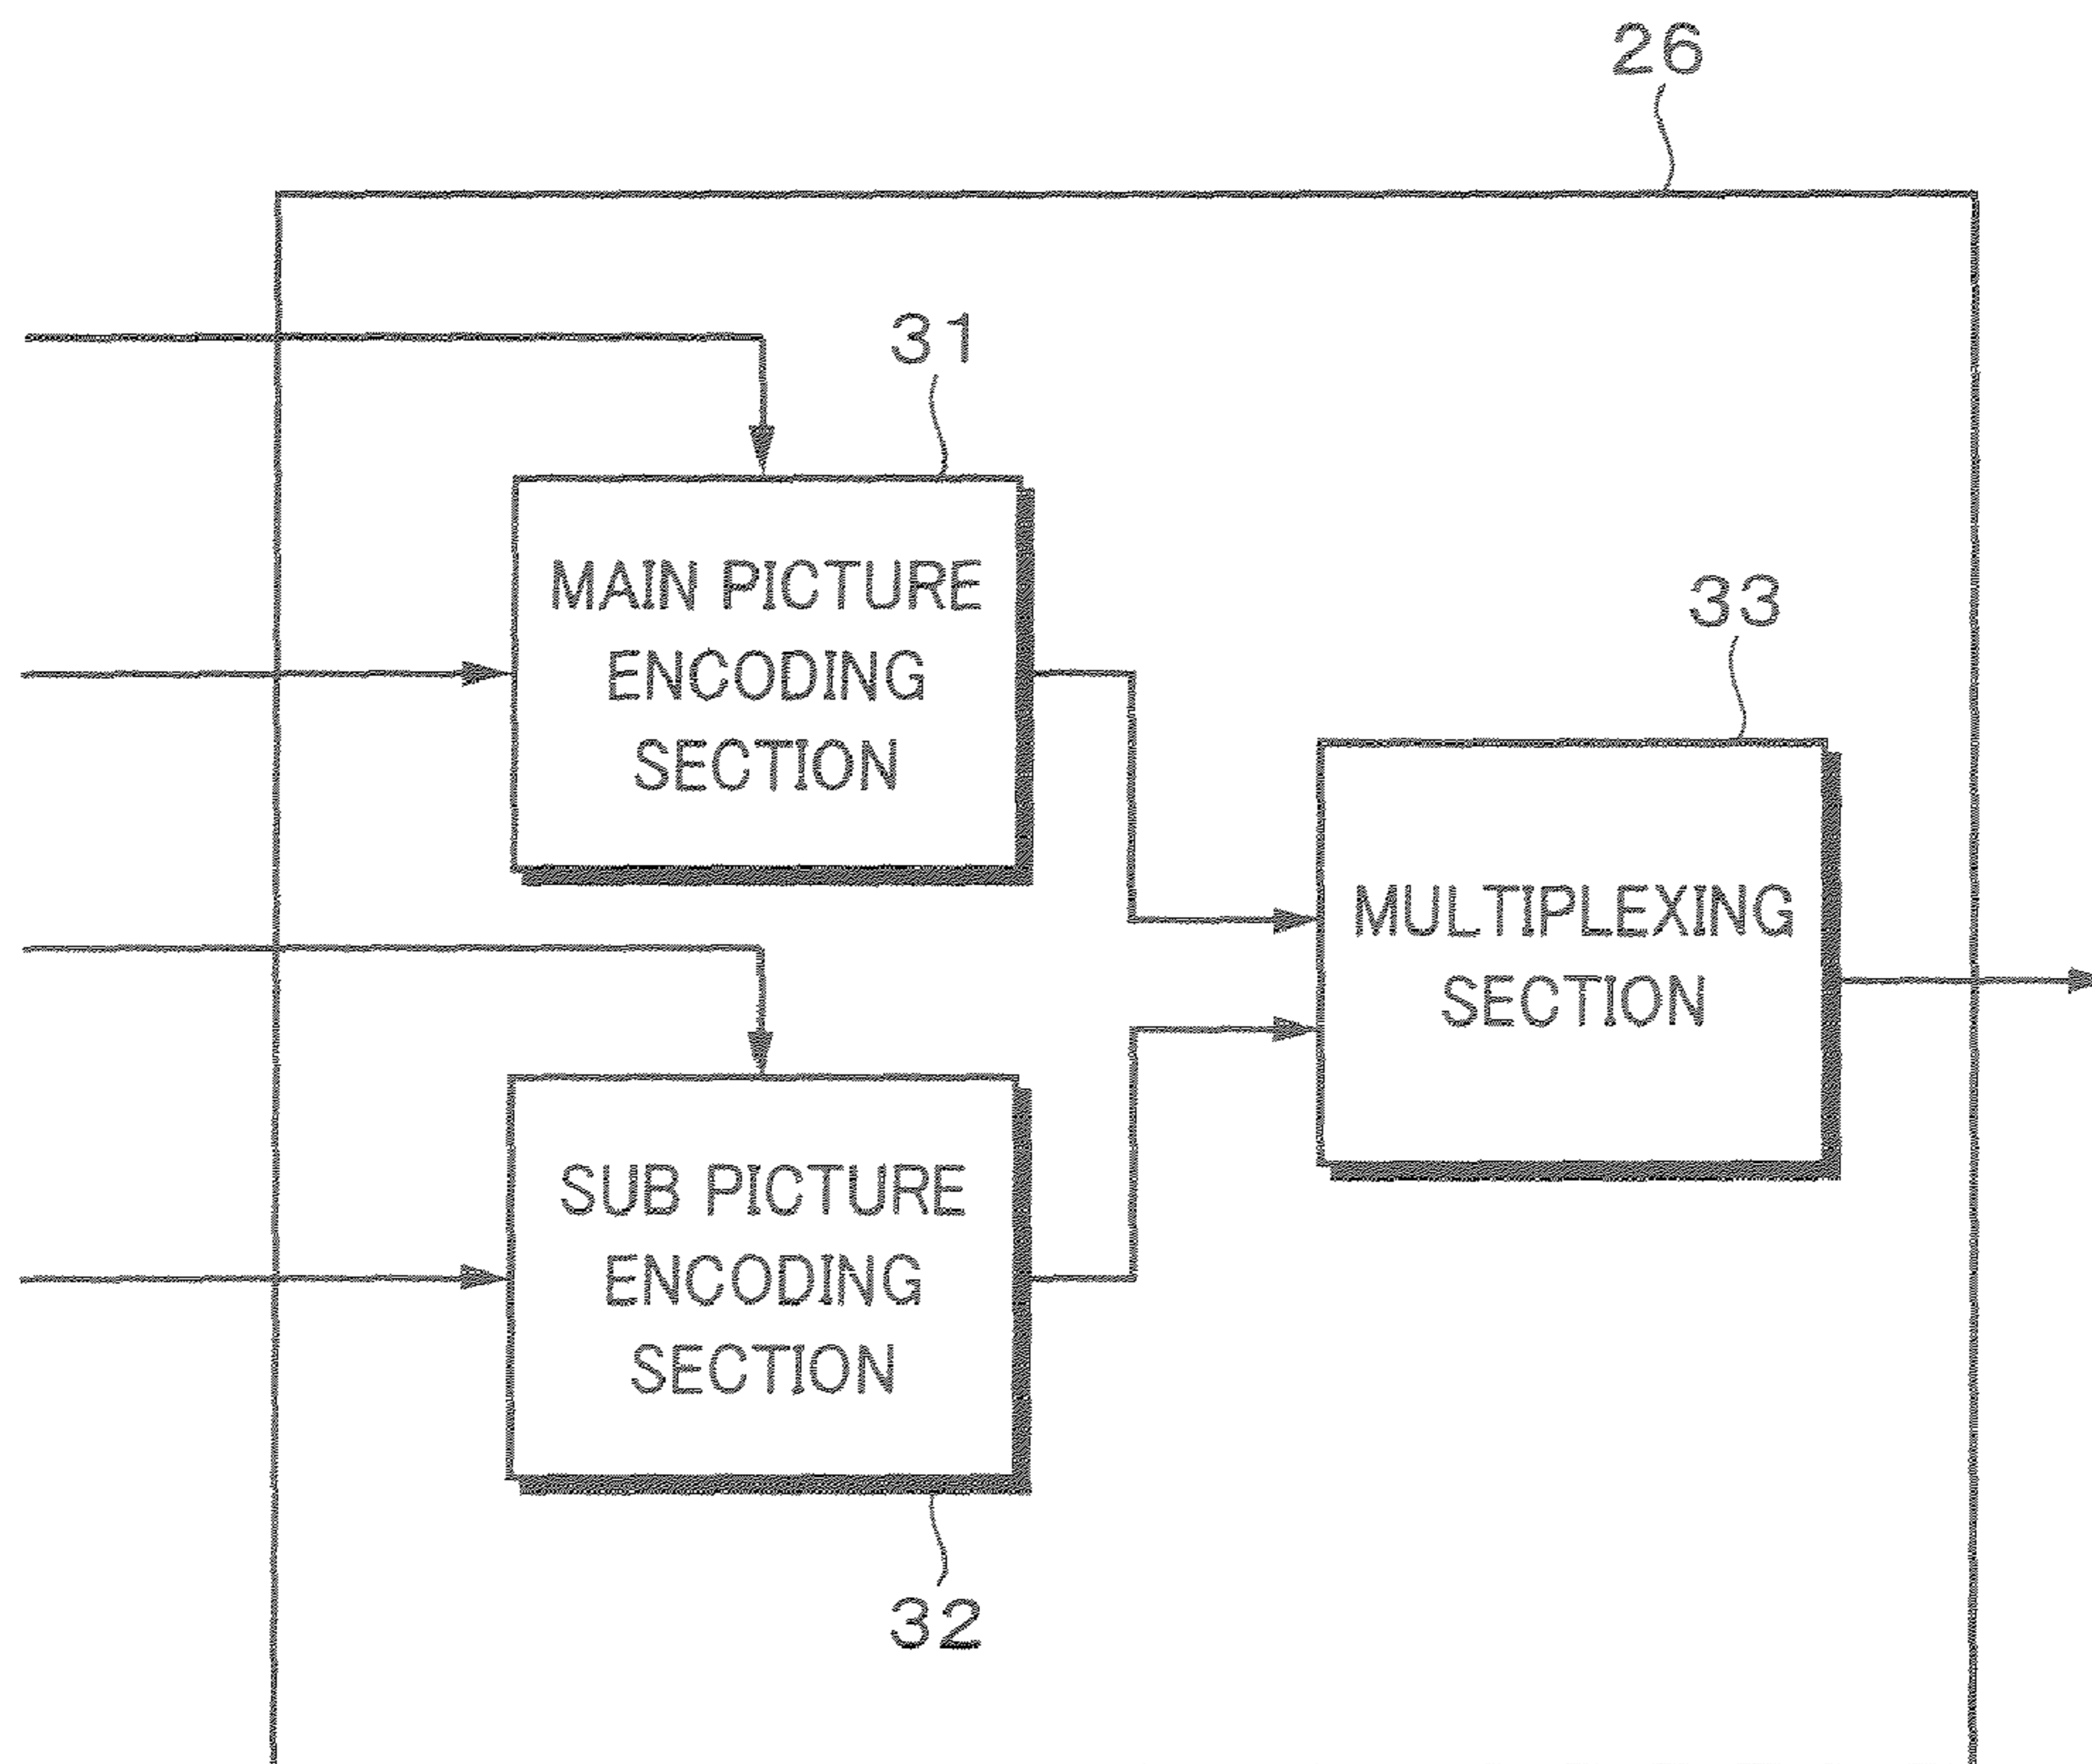 26
31
MAIN PICTURE
ENCODING
SECTION
33
MULTIPLEXING
SECTION
SUB PICTURE
ENCODING
SECTION
32